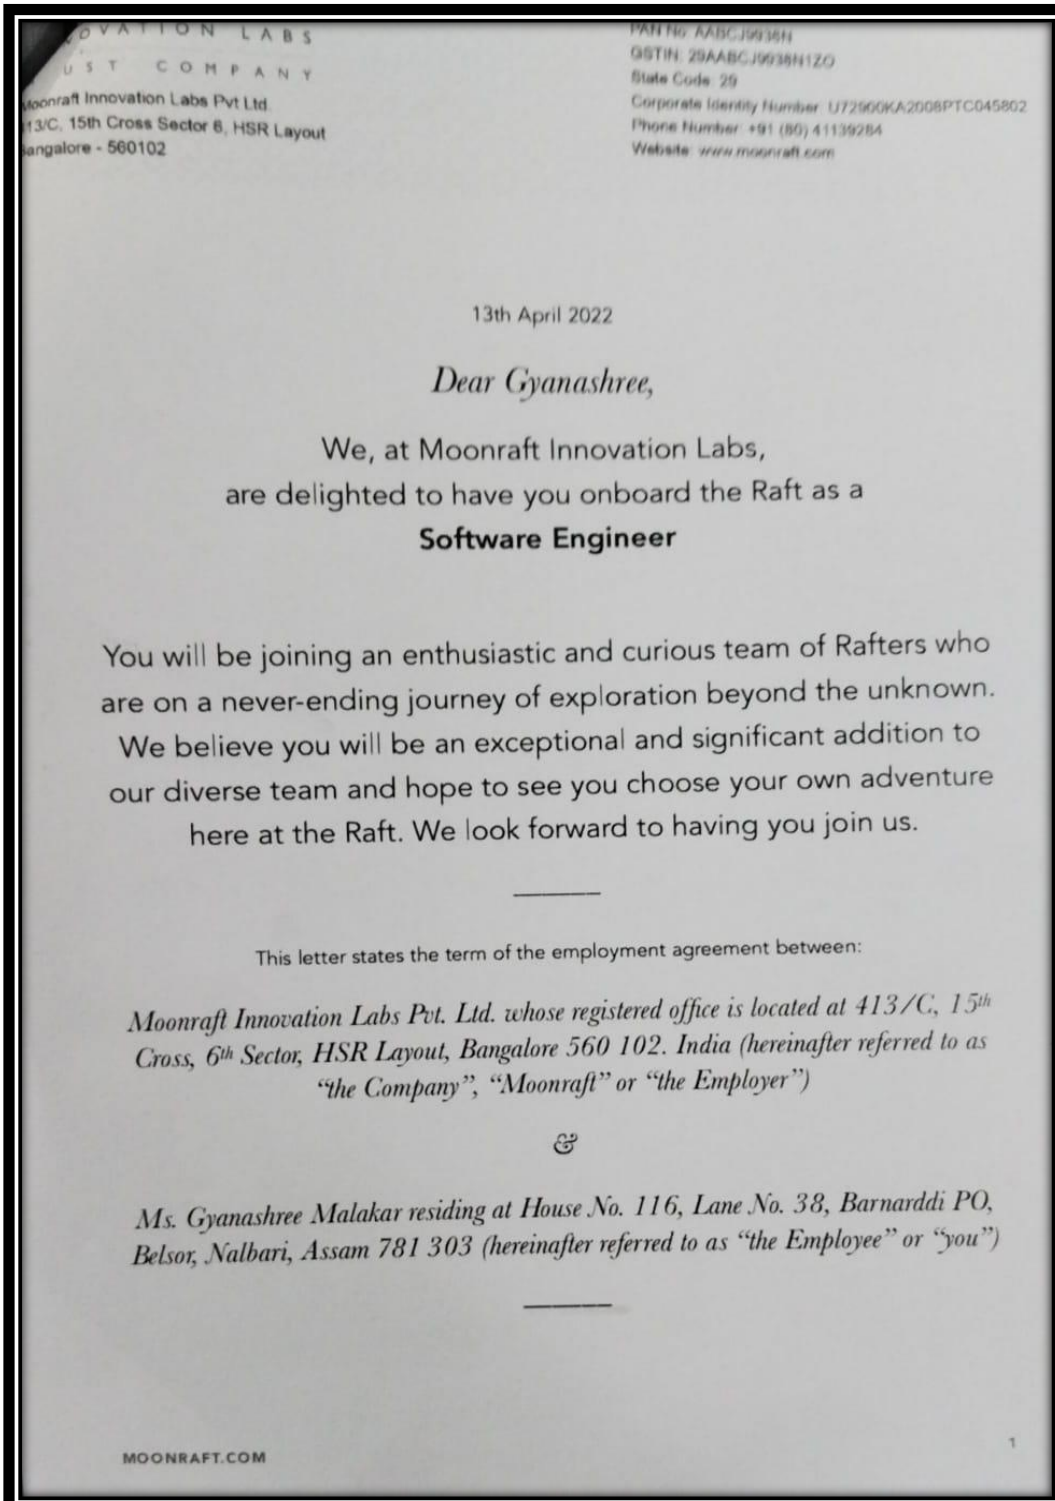 OVATION LABS
UST COMPANY
Moonraft Innovation Labs Pvt Ltd
13/C, 15th Cross Sector 6, HSR Layout
angalore - 560102
PAN No: AABCJ9938N
GSTIN: 29AABCJ9938N1ZO
State Code: 29
Corporate Identity Number: U72900KA2008PTC045802
Phone Number: +91 (80) 41139284
Website: www.moonraft.com
13th April 2022
Dear Gyanashree,
We, at Moonraft Innovation Labs,
are delighted to have you onboard the Raft as a
Software Engineer
You will be joining an enthusiastic and curious team of Rafters who
are on a never-ending journey of exploration beyond the unknown.
We believe you will be an exceptional and significant addition to
our diverse team and hope to see you choose your own adventure
here at the Raft. We look forward to having you join us.
This letter states the term of the employment agreement between:
Moonraft Innovation Labs Pvt. Ltd. whose registered office is located at 413/C, 15th
Cross, 6th Sector, HSR Layout, Bangalore 560 102. India (hereinafter referred to as
“the Company”, “Moonraft” or “the Employer”)
&
Ms. Gyanashree Malakar residing at House No. 116, Lane No. 38, Barnarddi PO,
Belsor, Nalbari, Assam 781 303 (hereinafter referred to as “the Employee” or “you”)
MOONRAFT.COM
1